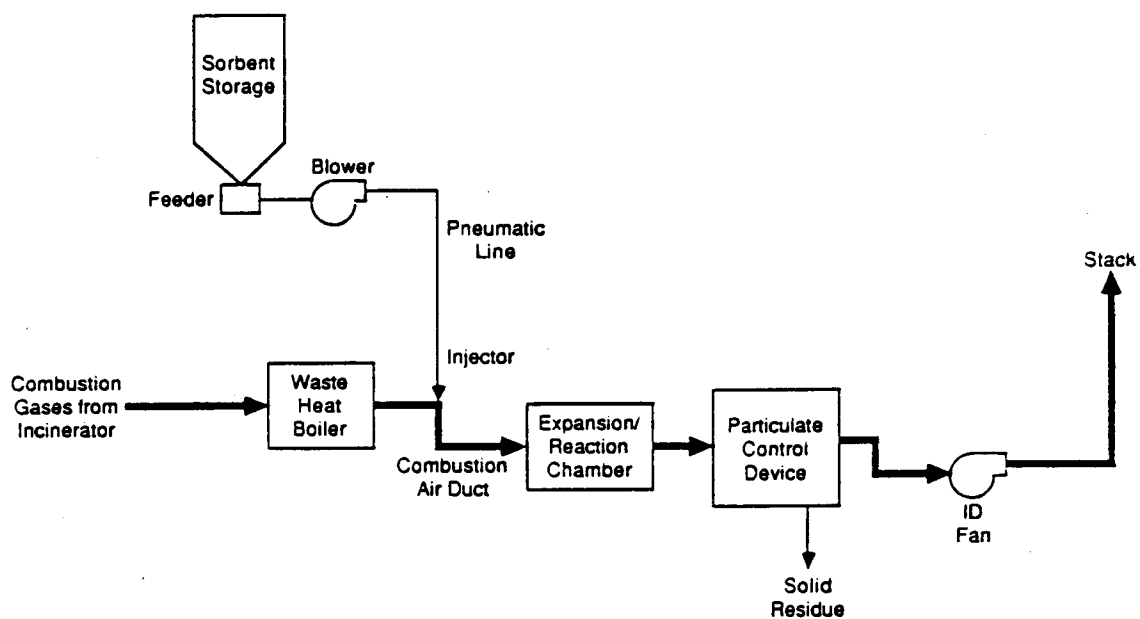 Sorbent
Storage
Blower
Feeder
Pneumatic
Line
Stack
Injector
Combustion
Gases from
Incinerator
Waste
Heat
Boiler
Combustion
Air Duct
Expansion/
Reaction
Chamber
Particulate
Control
Device
ID
Fan
Solid
Residue